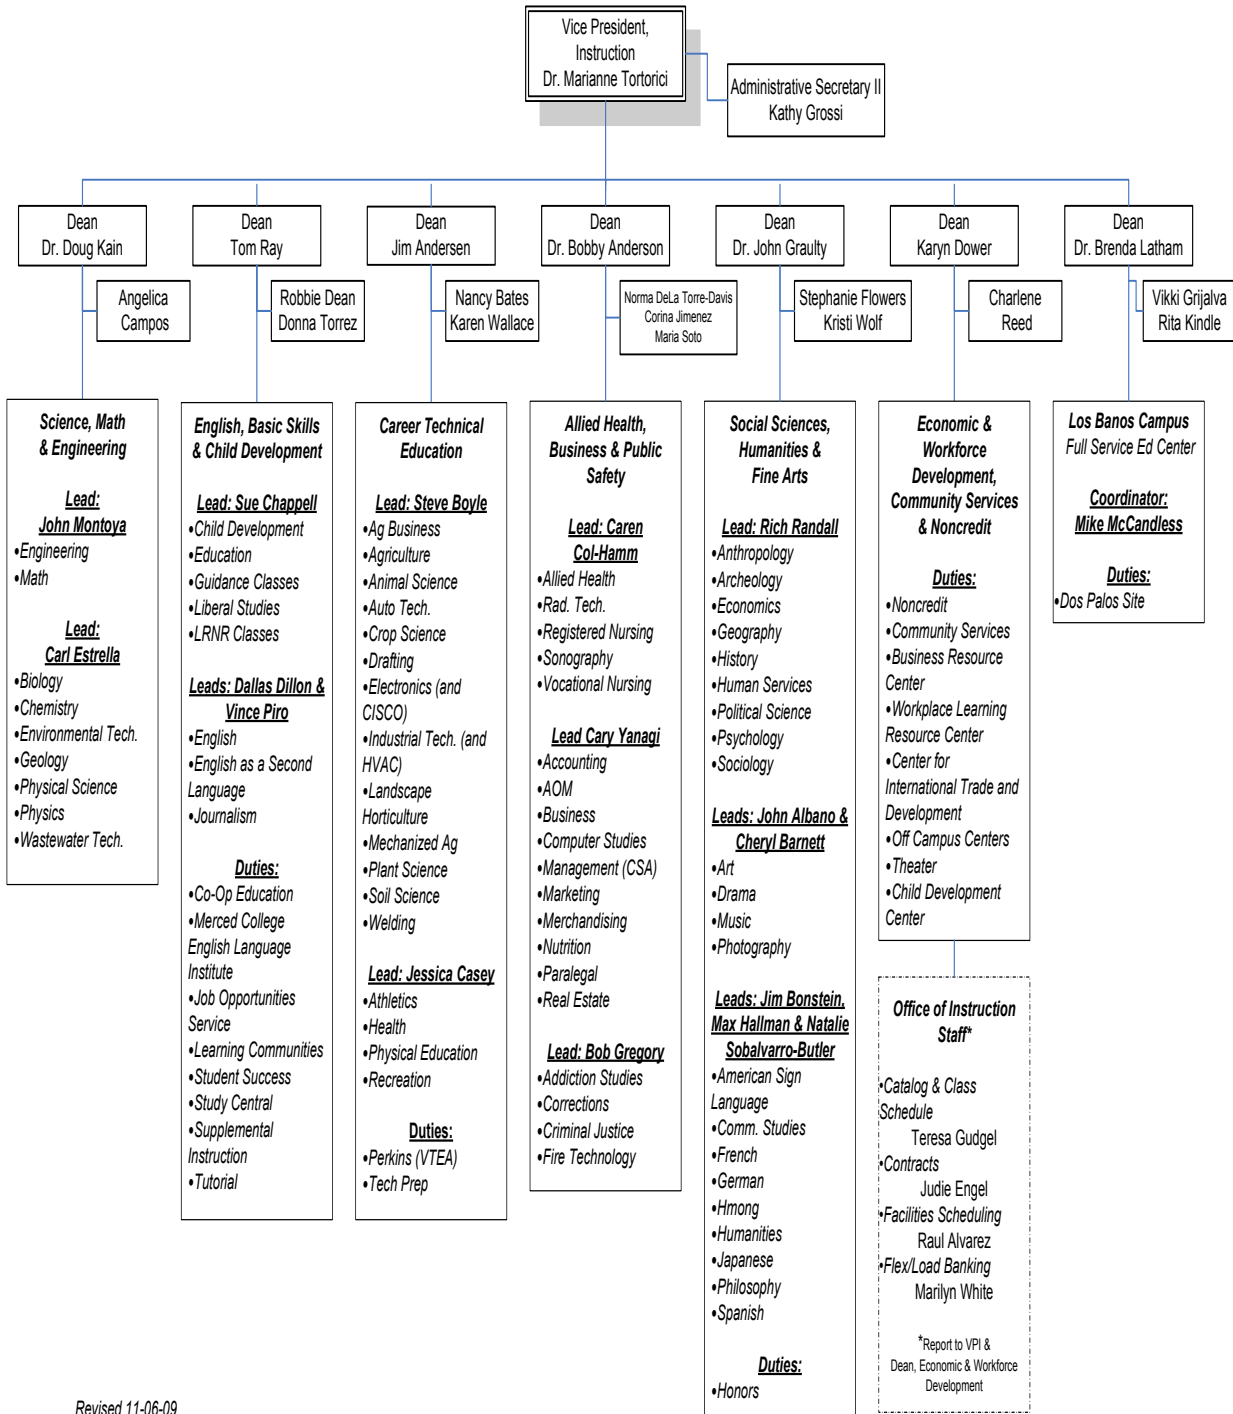 Vice President,
Instruction
Dr. Marianne Tortorici
Administrative Secretary II
Kathy Grossi
Dean
Dr. Doug Kain
Dean
Tom Ray
Dean
Jim Andersen
Dean
Dr. Bobby Anderson
Dean
Dr. John Graulty
Dean
Karyn Dower
Dean
Dr. Brenda Latham
Angelica
Campos
Robbie Dean
Donna Torrez
Nancy Bates
Karen Wallace
Norma DeLa Torre-Davis
Corina Jimenez
Maria Soto
Stephanie Flowers
Kristi Wolf
Charlene
Reed
Vikki Grijalva
Rita Kindle
Science, Math
& Engineering
Lead:
John Montoya
•Engineering
•Math
Lead:
Carl Estrella
•Biology
•Chemistry
•Environmental Tech.
•Geology
•Physical Science
•Physics
•Wastewater Tech.
English, Basic Skills
& Child Development
Lead: Sue Chappell
•Child Development
•Education
•Guidance Classes
•Liberal Studies
•LRNR Classes
Leads: Dallas Dillon &
Vince Piro
•English
•English as a Second
Language
•Journalism
Duties:
•Co-Op Education
•Merced College
English Language
Institute
•Job Opportunities
Service
•Learning Communities
•Student Success
•Study Central
•Supplemental
Instruction
•Tutorial
Career Technical
Education
Lead: Steve Boyle
•Ag Business
•Agriculture
•Animal Science
•Auto Tech.
•Crop Science
•Drafting
•Electronics (and
CISCO)
•Industrial Tech. (and
HVAC)
•Landscape
Horticulture
•Mechanized Ag
•Plant Science
•Soil Science
•Welding
Lead: Jessica Casey
•Athletics
•Health
•Physical Education
•Recreation
Duties:
•Perkins (VTEA)
•Tech Prep
Allied Health,
Business & Public
Safety
Lead: Caren
Col-Hamm
•Allied Health
•Rad. Tech.
•Registered Nursing
•Sonography
•Vocational Nursing
Lead Cary Yanagi
•Accounting
•AOM
•Business
•Computer Studies
•Management (CSA)
•Marketing
•Merchandising
•Nutrition
•Paralegal
•Real Estate
Lead: Bob Gregory
•Addiction Studies
•Corrections
•Criminal Justice
•Fire Technology
Social Sciences,
Humanities &
Fine Arts
Lead: Rich Randall
•Anthropology
•Archeology
•Economics
•Geography
•History
•Human Services
•Political Science
•Psychology
•Sociology
Leads: John Albano &
Cheryl Barnett
•Art
•Drama
•Music
•Photography
Leads: Jim Bonstein,
Max Hallman & Natalie
Sobalvarro-Butler
•American Sign
Language
•Comm. Studies
•French
•German
•Hmong
•Humanities
•Japanese
•Philosophy
•Spanish
Duties:
•Honors
Economic &
Workforce
Development,
Community Services
& Noncredit
Duties:
•Noncredit
•Community Services
•Business Resource
Center
•Workplace Learning
Resource Center
•Center for
International Trade and
Development
•Off Campus Centers
•Theater
•Child Development
Center
Office of Instruction
Staff*
•Catalog & Class
Schedule
Teresa Gudgel
•Contracts
Judie Engel
•Facilities Scheduling
Raul Alvarez
•Flex/Load Banking
Marilyn White
*Report to VPI &
Dean, Economic & Workforce
Development
Los Banos Campus
Full Service Ed Center
Coordinator:
Mike McCandless
Duties:
•Dos Palos Site
Revised 11-06-09